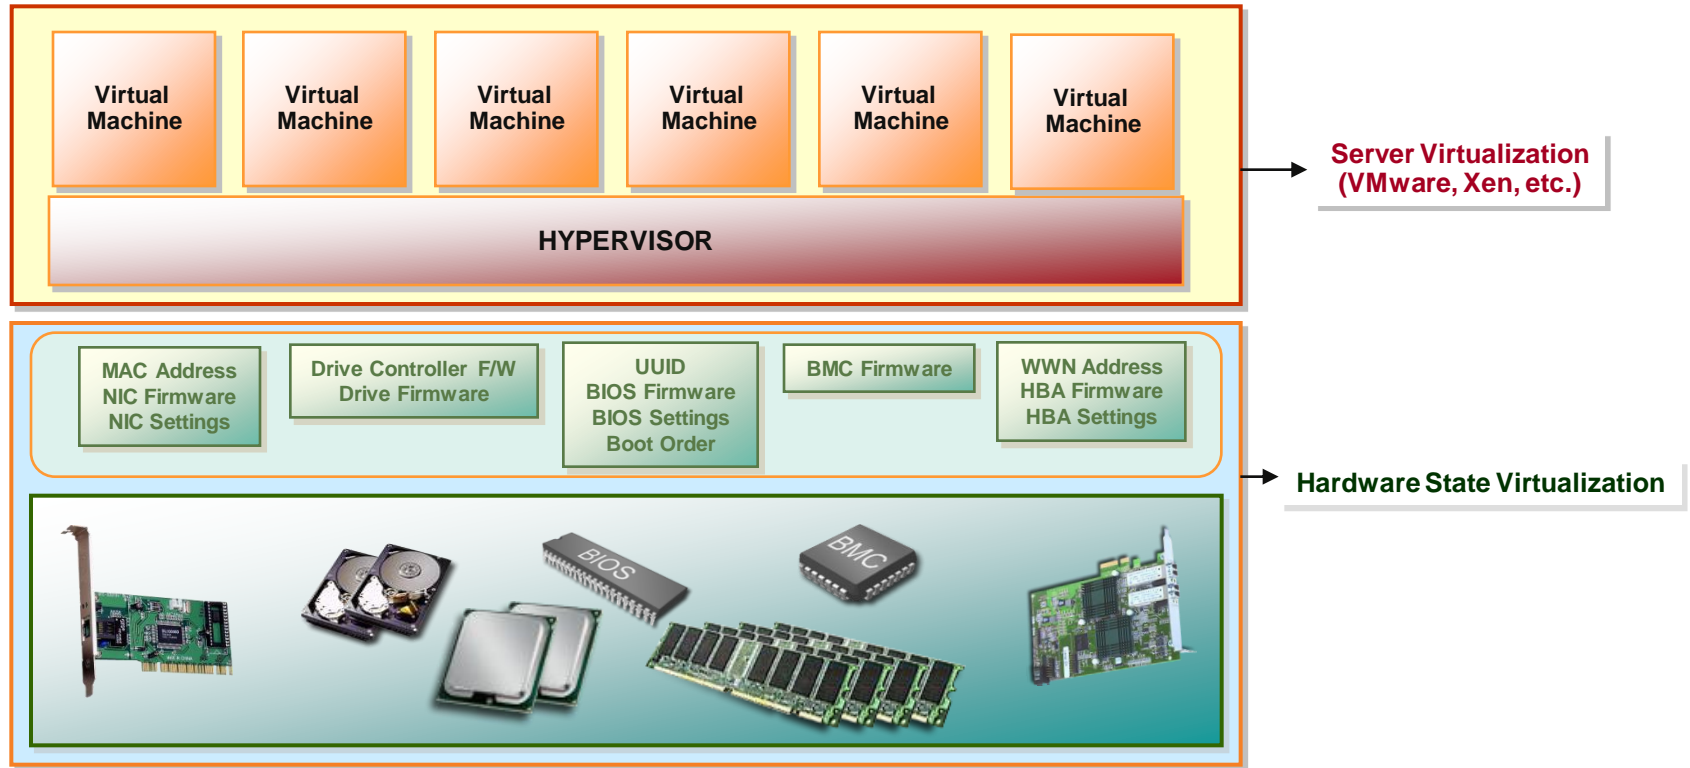 Virtual
Machine
Virtual
Machine
Virtual
Machine
Virtual
Machine
Virtual
Machine
Virtual
Machine
HYPERVISOR
Server Virtualization
(VMware, Xen, etc.)
MAC Address
NIC Firmware
NIC Settings
Drive Controller F/W
Drive Firmware
UUID
BIOS Firmware
BIOS Settings
Boot Order
BMC Firmware
WWN Address
HBA Firmware
HBA Settings
Hardware State Virtualization
BIOS
BMC